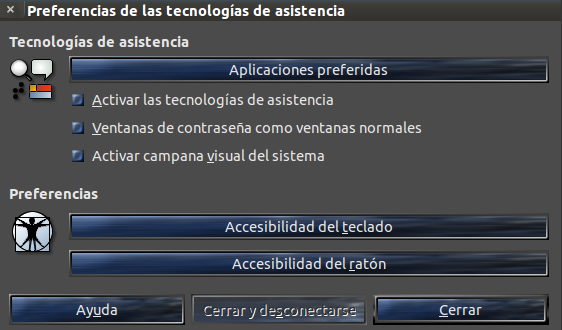 Preferencias de las tecnologías de asistencia
Tecnologías de asistencia
Aplicaciones preferidas
Activar las tecnologías de asistencia
Ventanas de contraseña como ventanas normales
Activar campana visual del sistema
Preferencias
Accesibilidad del teclado
Accesibilidad del ratón
Ayuda
Cerrar y desconectarse
Cerrar